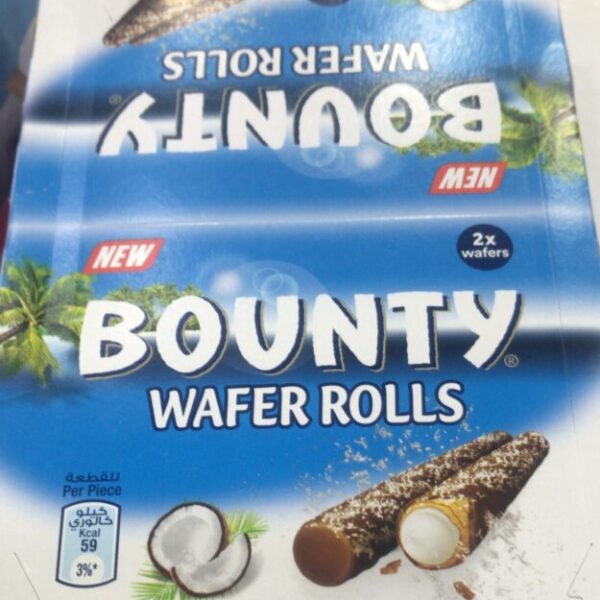 WAFER ROLLS
BOUNTY
NEW
NEW
2x
wafers
BOUNTY®
WAFER ROLLS
للقطعة
Per Piece
كيلو
كالوري
Kcal
59
3%*